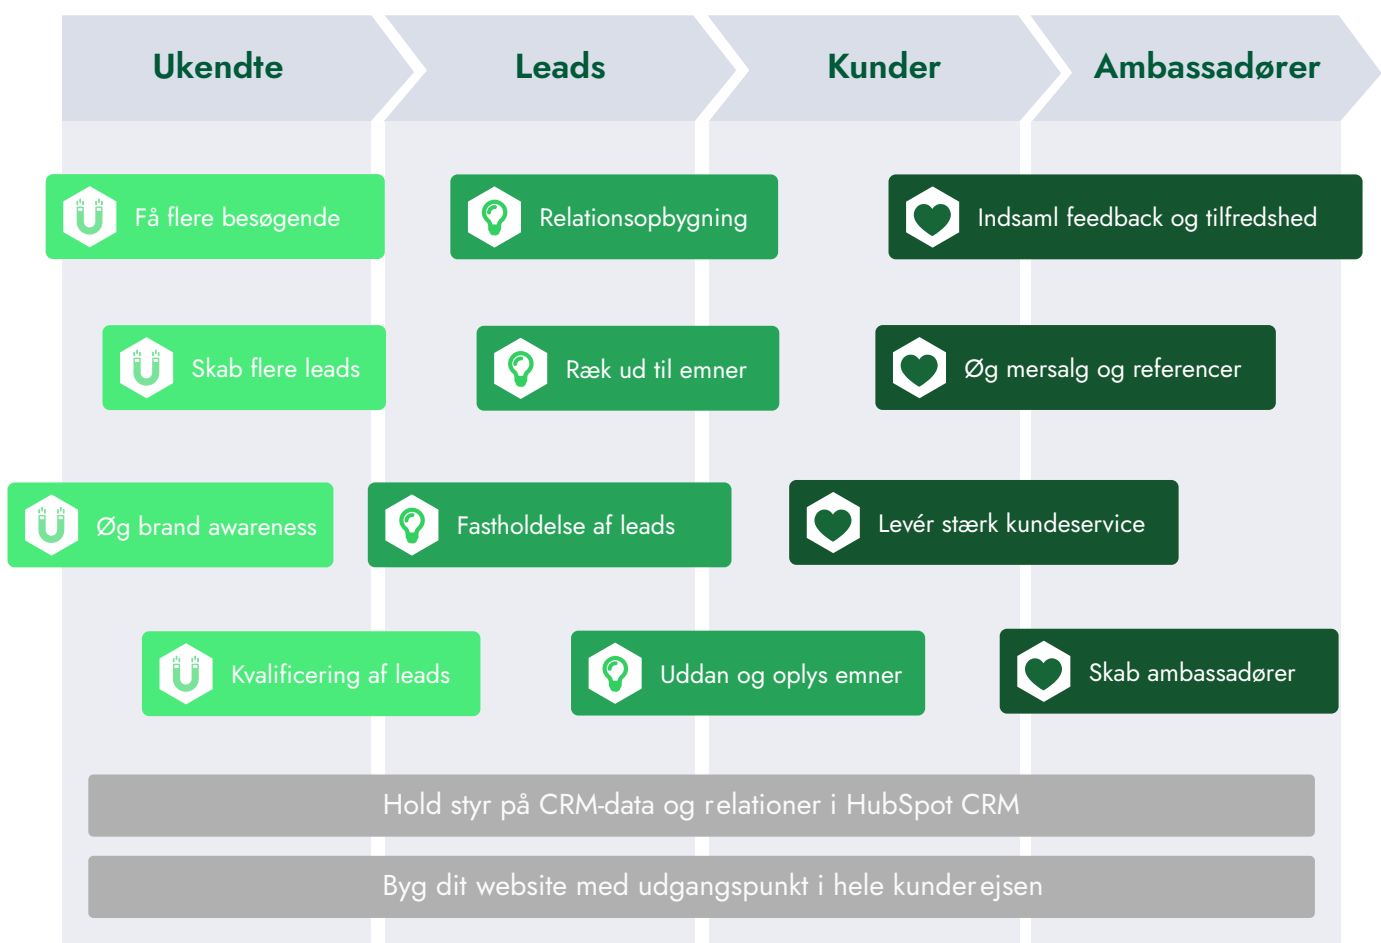 Ukendte
Leads
Kunder
Ambassadører
Få flere besøgende
Relationsopbygning
Indsaml feedback og tilfredshed
Skab flere leads
Ræk ud til emner
Øg mersalg og referencer
Øg brand awareness
Fastholdelse af leads
Levér stærk kundeservice
Kvalificering af leads
Uddan og oplys emner
Skab ambassadører
Hold styr på CRM-data og relationer i HubSpot CRM
Byg dit website med udgangspunkt i hele kunderejsen